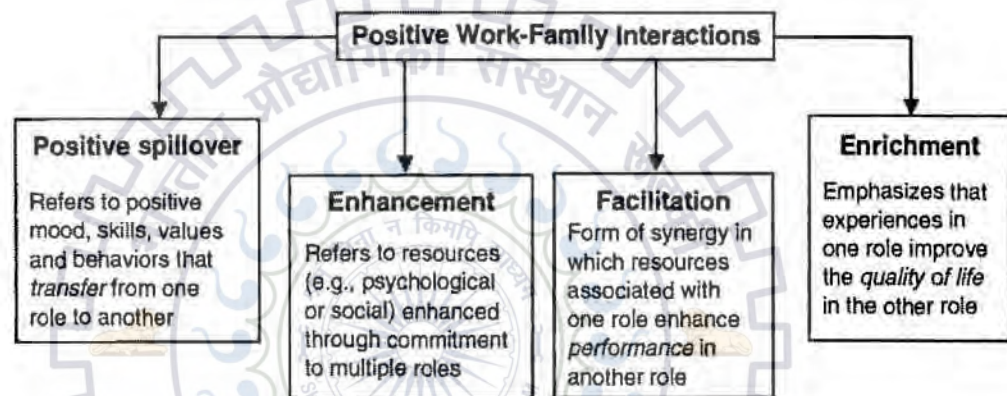 Positive Work-Family Interactions
Positive spillover
Refers to positive
mood, skills, values
and behaviors that
transfer from one
role to another
Enhancement
Refers to resources
(e.g., psychological
or social) enhanced
through commitment
to multiple roles
Facilitation
Form of synergy in
which resources
associated with
one role enhance
performance in
another role
Enrichment
Emphasizes that
experiences in
one role improve
the quality of life
in the other role
प्रौद्योगिकी संस्थान